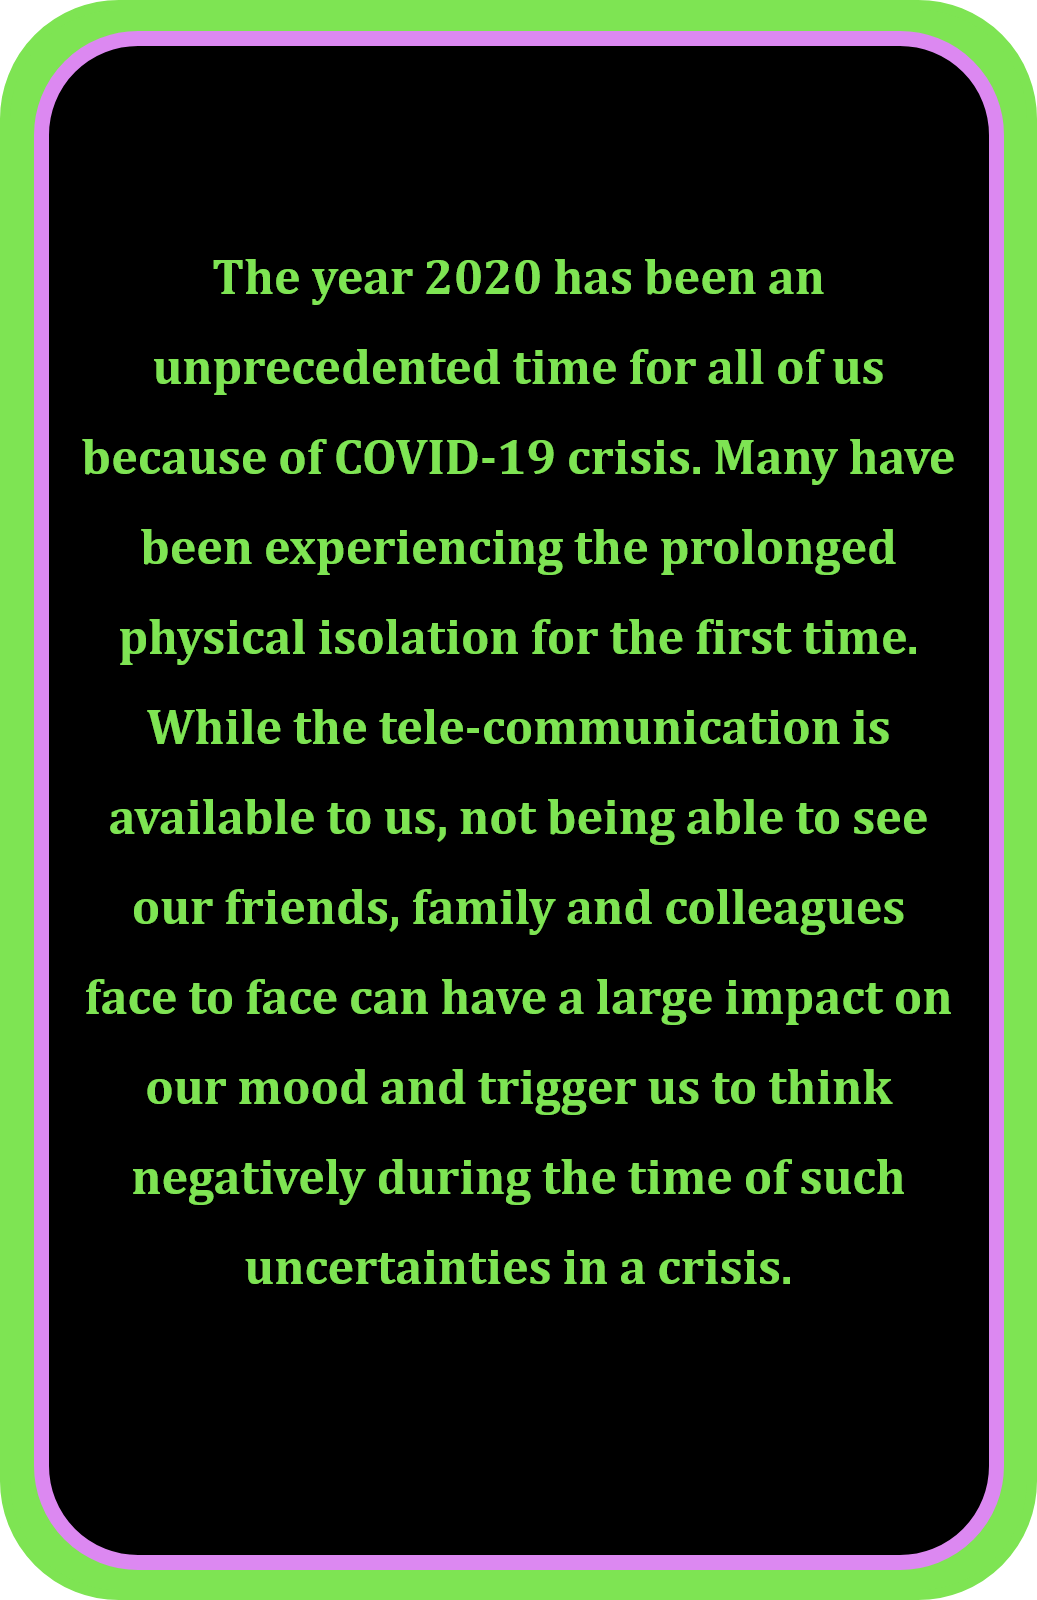 The year 2020 has been an
unprecedented time for all of us
because of COVID-19 crisis. Many have
been experiencing the prolonged
physical isolation for the first time.
While the tele-communication is
available to us, not being able to see
our friends, family and colleagues
face to face can have a large impact on
our mood and trigger us to think
negatively during the time of such
uncertainties in a crisis.